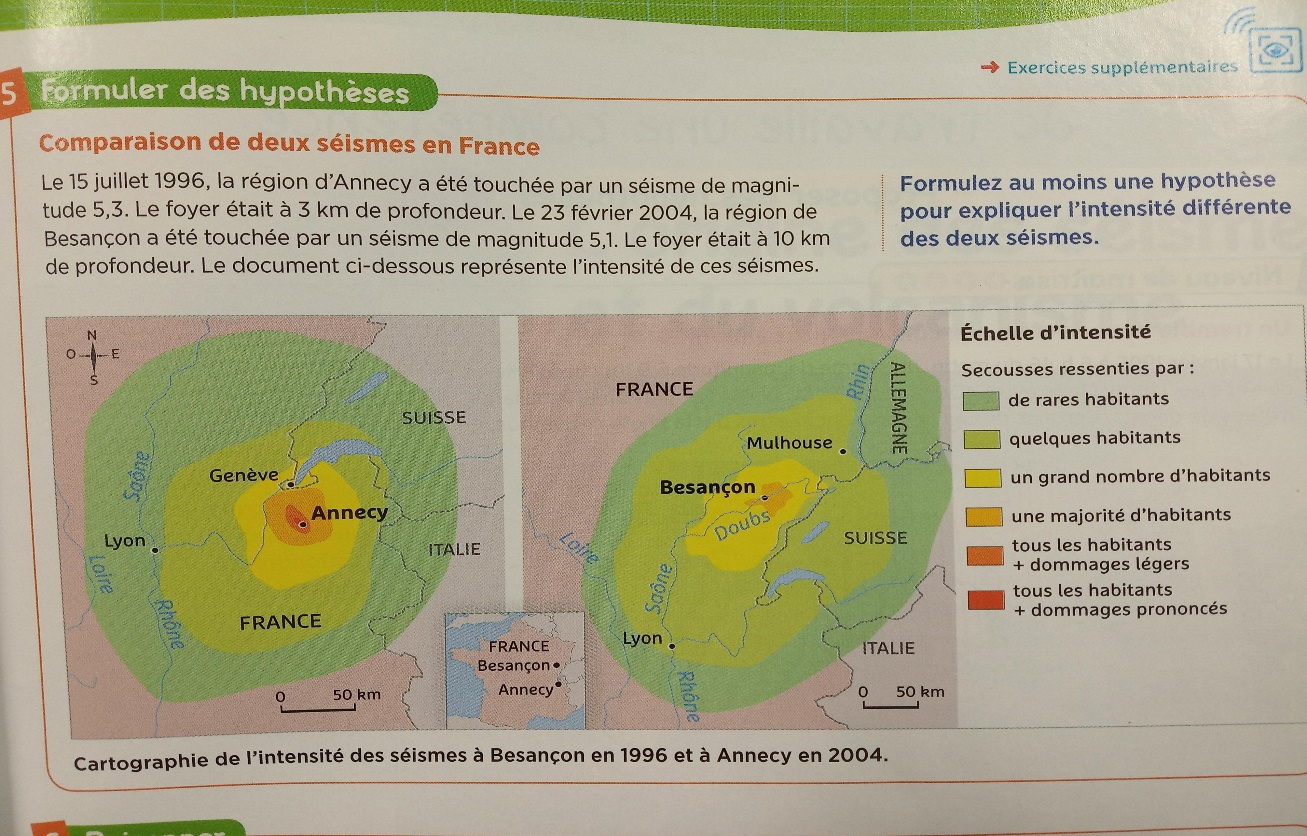 → Exercices supplémentaires
5 Formuler des hypothèses
Comparaison de deux séismes en France
Le 15 juillet 1996, la région d'Annecy a été touchée par un séisme de magni-
tude 5,3. Le foyer était à 3 km de profondeur. Le 23 février 2004, la région de
Besançon a été touchée par un séisme de magnitude 5,1. Le foyer était à 10 km
de profondeur. Le document ci-dessous représente l'intensité de ces séismes.
Formulez au moins une hypothèse
pour expliquer l'intensité différente
des deux séismes.
N
O E
S
SUISSE
Saône
Genève
Annecy
Lyon
ITALIE
Loire
Rhône
FRANCE
0 50 km
FRANCE
Besançon
Annecy
FRANCE
Rhin
ALLEMAGNE
Mulhouse
Besançon
Doubs
SUISSE
Loire
Saône
Lyon
ITALIE
Rhône
0 50 km
Échelle d'intensité
Secousses ressenties par :
de rares habitants
quelques habitants
un grand nombre d'habitants
une majorité d'habitants
tous les habitants
+ dommages légers
tous les habitants
+ dommages prononcés
Cartographie de l'intensité des séismes à Besançon en 1996 et à Annecy en 2004.